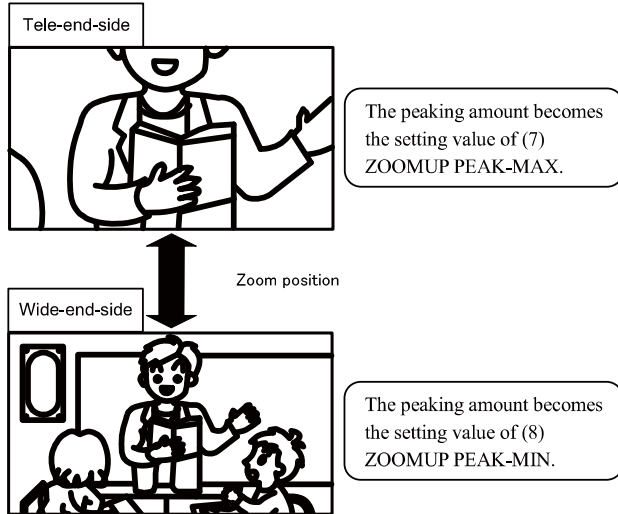 Tele-end-side
The peaking amount becomes
the setting value of (7)
ZOOMUP PEAK-MAX.
Zoom position
Wide-end-side
The peaking amount becomes
the setting value of (8)
ZOOMUP PEAK-MIN.